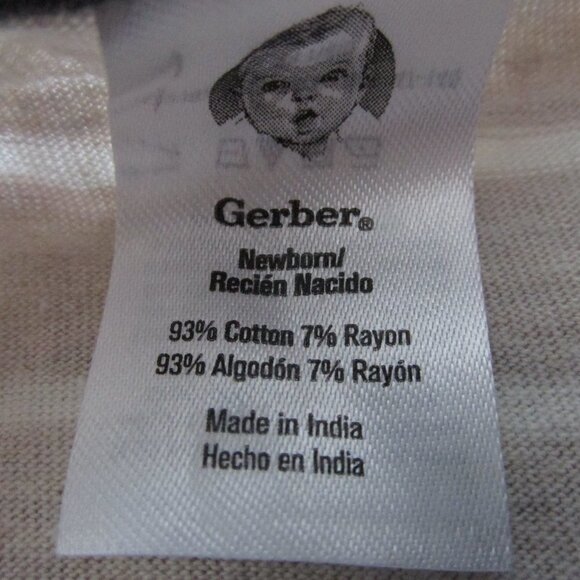 Gerber®
Newborn/
Recién Nacido
93% Cotton 7% Rayon
93% Algodón 7% Rayón
Made in India
Hecho en India